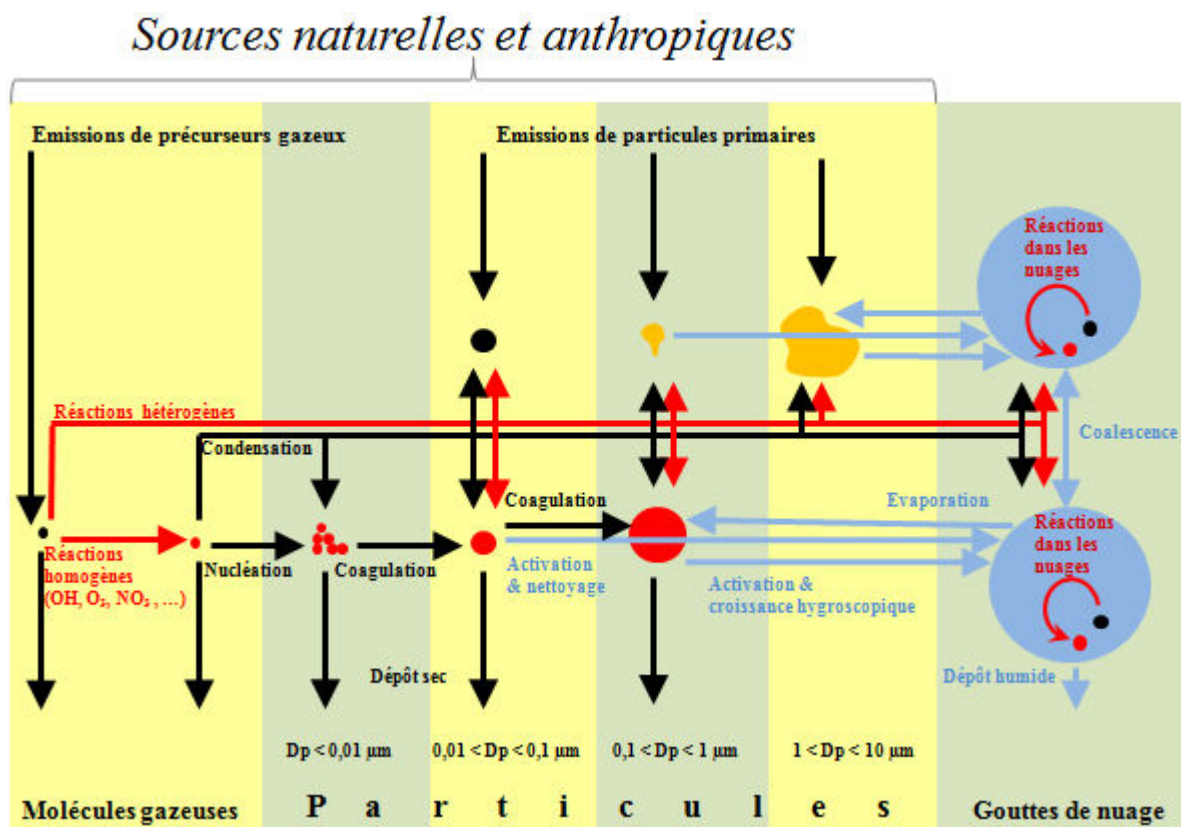 Sources naturelles et anthropiques
Emissions de précurseurs gazeux
Emissions de particules primaires
Réactions
dans les
nuages
Réactions hétérogènes
Condensation
Coalescence
Coagulation
Evaporation
Réactions
homogènes
(OH, O₃, NO₃ , …)
Nucléation
Coagulation
Activation
& nettoyage
Activation &
croissance hygroscopique
Réactions
dans les
nuages
Dépôt sec
Dépôt humide
Dp < 0,01 µm
0,01 < Dp < 0,1 µm
0,1 < Dp < 1 µm
1 < Dp < 10 µm
Molécules gazeuses
P a r t i c u l e s
Gouttes de nuage